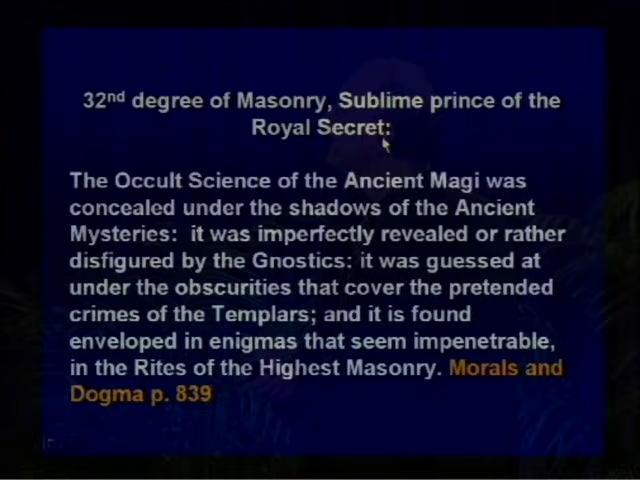 32nd degree of Masonry, Sublime prince of the
Royal Secret:
The Occult Science of the Ancient Magi was
concealed under the shadows of the Ancient
Mysteries: it was imperfectly revealed or rather
disfigured by the Gnostics: it was guessed at
under the obscurities that cover the pretended
crimes of the Templars; and it is found
enveloped in enigmas that seem impenetrable,
in the Rites of the Highest Masonry. Morals and
Dogma p. 839